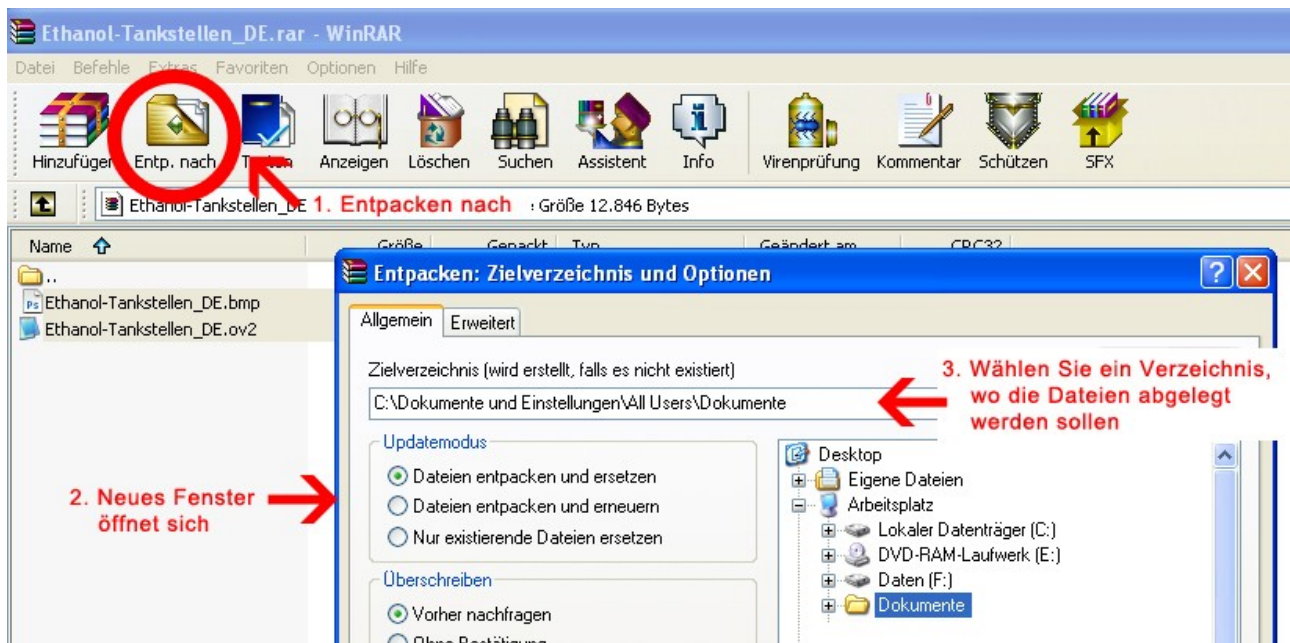 Ethanol-Tankstellen_DE.rar - WinRAR
Datei Befehle Extras Favoriten Optionen Hilfe
Hinzufügen Entp. nach Testen Anzeigen Löschen Suchen Assistent Info Virenprüfung Kommentar Schützen SFX
Ethanol-Tankstellen_DE 1. Entpacken nach : Größe 12.846 Bytes
Name Größe Gepackt Typ Geändert am CRC32
..
Ethanol-Tankstellen_DE.bmp
Ethanol-Tankstellen_DE.ov2
Entpacken: Zielverzeichnis und Optionen
Allgemein Erweitert
Zielverzeichnis (wird erstellt, falls es nicht existiert)
C:\Dokumente und Einstellungen\All Users\Dokumente
3. Wählen Sie ein Verzeichnis,
wo die Dateien abgelegt
werden sollen
Updatemodus
Dateien entpacken und ersetzen
Dateien entpacken und erneuern
Nur existierende Dateien ersetzen
2. Neues Fenster
öffnet sich
Desktop
Eigene Dateien
Arbeitsplatz
Lokaler Datenträger (C:)
DVD-RAM-Laufwerk (E:)
Daten (F:)
Dokumente
Überschreiben
Vorher nachfragen
Ohne Bestätigung